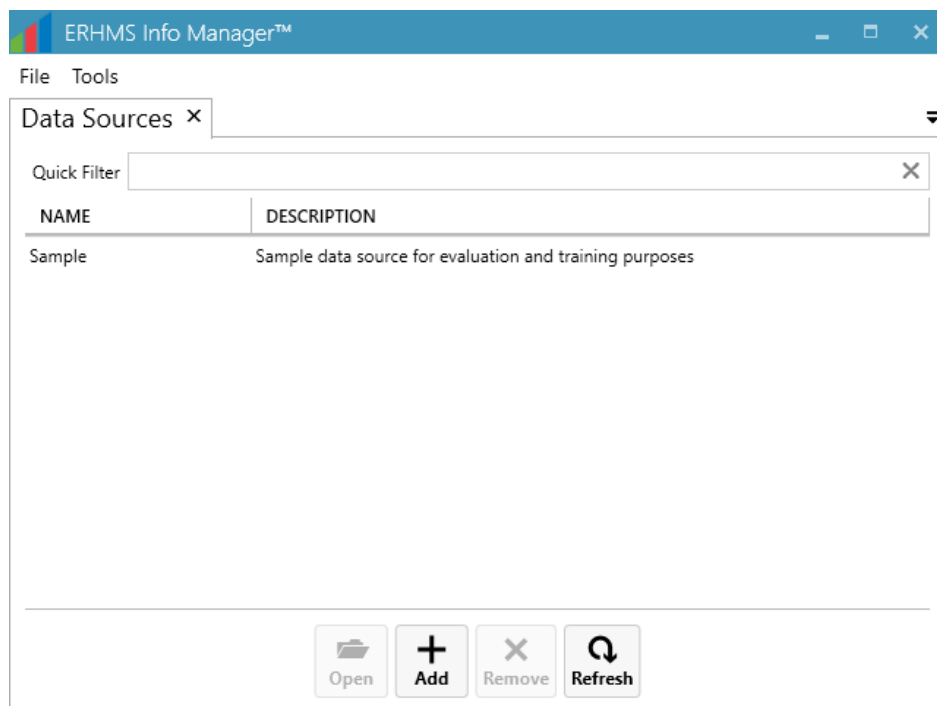 ERHMS Info Manager™
File Tools
Data Sources
Quick Filter
NAME DESCRIPTION
Sample Sample data source for evaluation and training purposes
Open Add Remove Refresh